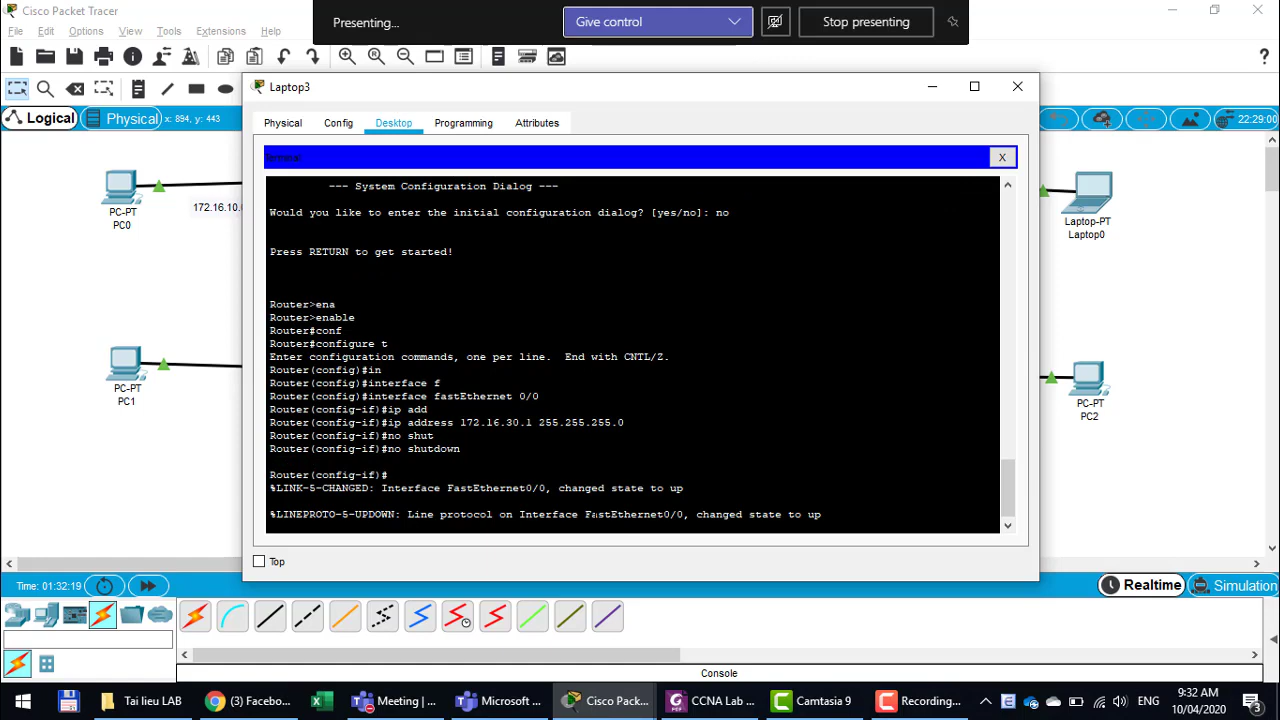 Cisco Packet Tracer
Presenting...
Give control
Stop presenting
File Edit Options View Tools Extensions Help
Laptop3
Logical
Physical
x: 894, y: 443
22:29:00
Physical Config Desktop Programming Attributes
Terminal
X
--- System Configuration Dialog ---
Would you like to enter the initial configuration dialog? [yes/no]: no
Press RETURN to get started!
Router>ena
Router>enable
Router#conf
Router#configure t
Enter configuration commands, one per line.  End with CNTL/Z.
Router(config)#in
Router(config)#interface f
Router(config)#interface fastEthernet 0/0
Router(config-if)#ip add
Router(config-if)#ip address 172.16.30.1 255.255.255.0
Router(config-if)#no shut
Router(config-if)#no shutdown
Router(config-if)#
%LINK-5-CHANGED: Interface FastEthernet0/0, changed state to up
%LINEPROTO-5-UPDOWN: Line protocol on Interface FastEthernet0/0, changed state to up
Top
PC-PT
PC0
172.16.10.
PC-PT
PC1
Laptop-PT
Laptop0
PC-PT
PC2
Time: 01:32:19
Realtime
Simulation
Console
Tai lieu LAB
(3) Facebo...
Meeting | ...
Microsoft ...
Cisco Pack...
CCNA Lab ...
Camtasia 9
Recording...
ENG
9:32 AM
10/04/2020
3